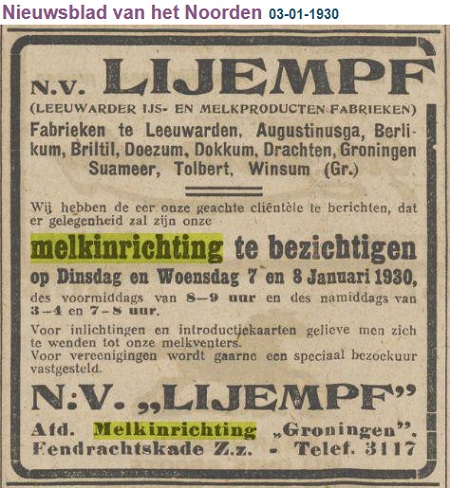 Nieuwsblad van het Noorden 03-01-1930
N.V. LIJEMPF
(LEEUWARDER IJS- EN MELKPRODUCTEN FABRIEKEN)
Fabrieken te Leeuwarden, Augustinusga, Berli-
kum, Briltil, Doezum, Dokkum, Drachten, Groningen
Suameer, Tolbert, Winsum (Gr.)
Wij hebben de eer onze geachte cliëntèle te berichten, dat
er gelegenheid zal zijn onze
melkinrichting te bezichtigen
op Dinsdag en Woensdag 7 en 8 Januari 1930,
des voormiddags van 8—9 uur en des namiddags van
3—4 en 7—8 uur.
Voor inlichtingen en introductiekaarten gelieve men zich
te wenden tot onze melkventers.
Voor vereenigingen wordt gaarne een speciaal bezoekuur
vastgesteld.
N.V. „LIJEMPF”
Afd. Melkinrichting „Groningen”.
Eendrachtskade Z.z. - Telef. 3117